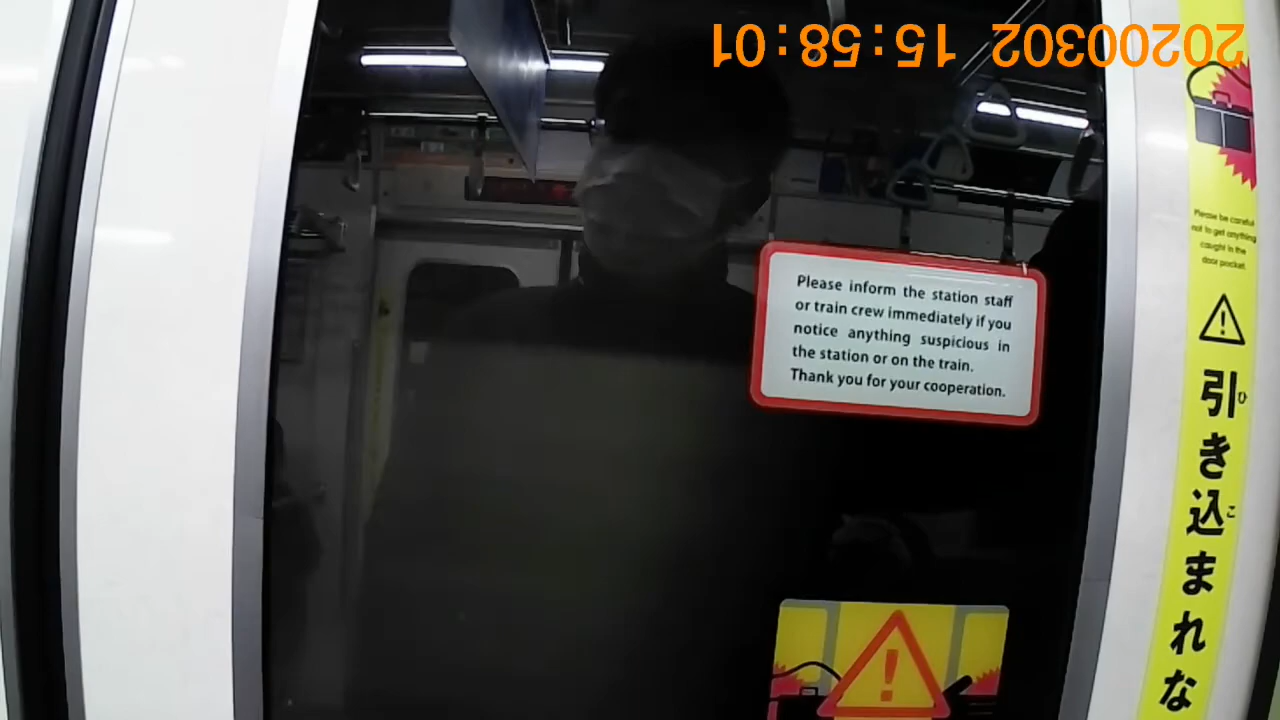 20200302 15:58:01
Please inform the station staff
or train crew immediately if you
notice anything suspicious in
the station or on the train.
Thank you for your cooperation.
Please be careful
not to get anything
caught in the
door pocket.
引き込まれな
ひ
こ